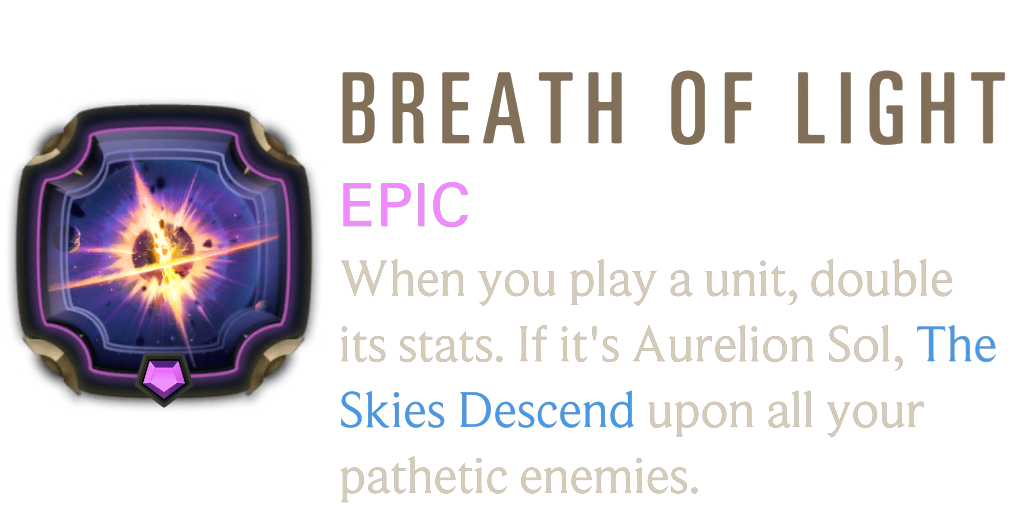 BREATH OF LIGHT
EPIC
When you play a unit, double
its stats. If it's Aurelion Sol, The
Skies Descend upon all your
pathetic enemies.